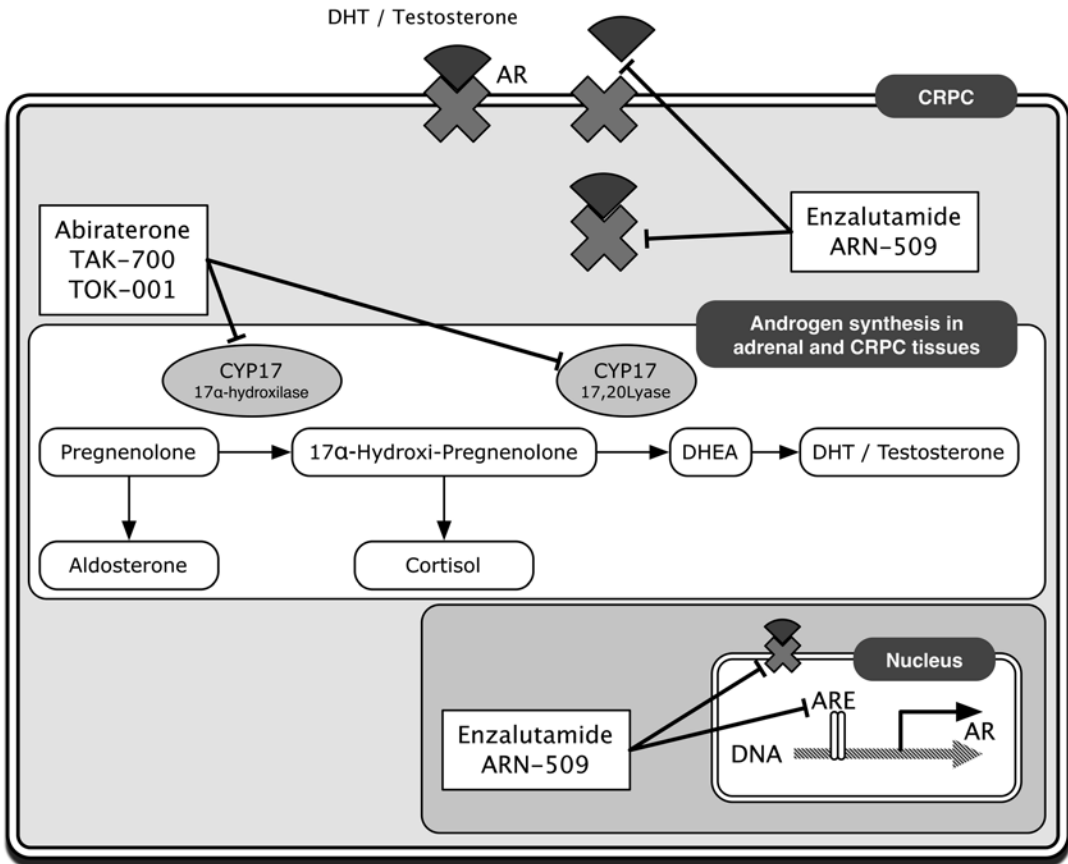 DHT / Testosterone
AR
CRPC
Abiraterone
TAK-700
TOK-001
Enzalutamide
ARN-509
Androgen synthesis in
adrenal and CRPC tissues
CYP17
17α-hydroxilase
CYP17
17,20Lyase
Pregnenolone
17α-Hydroxi-Pregnenolone
DHEA
DHT / Testosterone
Aldosterone
Cortisol
Nucleus
Enzalutamide
ARN-509
ARE
DNA
AR